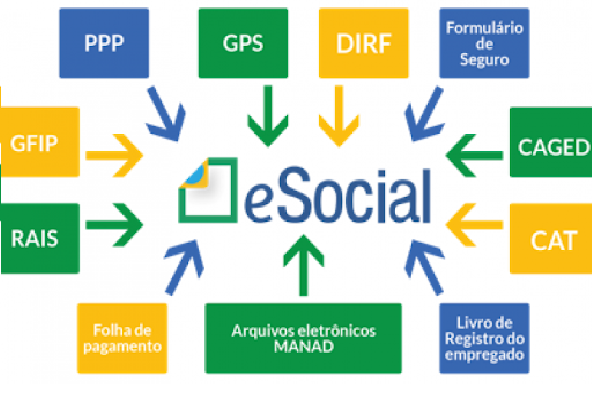 PPP
GPS
DIRF
Formulário
de
Seguro
GFIP
CAGED
eSocial
RAIS
CAT
Folha de
pagamento
Arquivos eletrônicos
MANAD
Livro de
Registro do
empregado